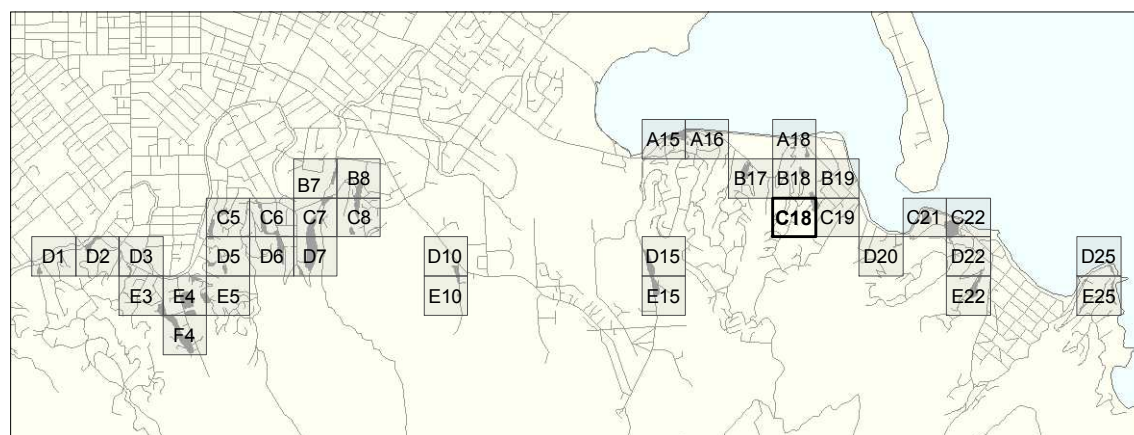 A15 A16 A18
B7 B8 B17 B18 B19
C5 C6 C7 C8 C18 C19 C21 C22
D1 D2 D3 D5 D6 D7 D10 D15 D20 D22 D25
E3 E4 E5 E10 E15 E22 E25
F4